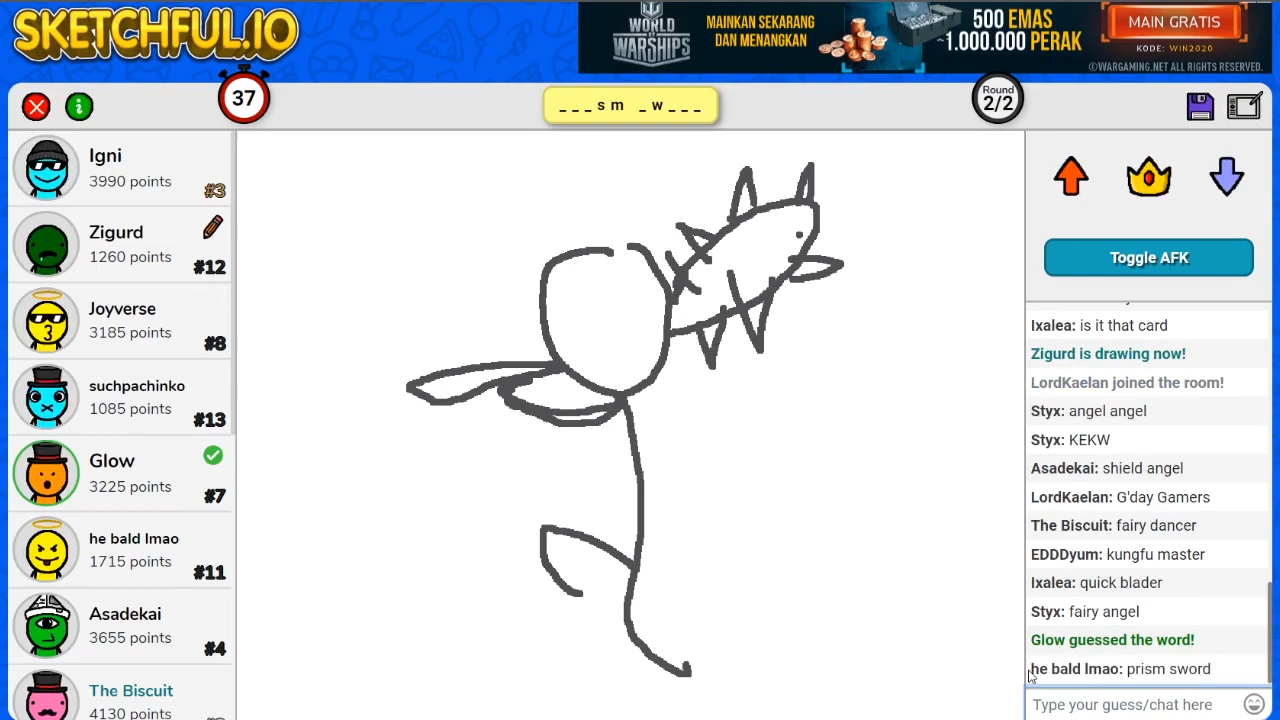 SKETCHFUL.IO
WORLD OF WARSHIPS
MAINKAN SEKARANG
DAN MENANGKAN
500 EMAS
1.000.000 PERAK
MAIN GRATIS
KODE: WIN2020
©WARGAMING.NET ALL RIGHTS RESERVED.
37
_ _ _ s m _ w _ _ _
Round
2/2
Igni
3990 points
#3
Zigurd
1260 points
#12
Joyverse
3185 points
#8
suchpachinko
1085 points
#13
Glow
3225 points
#7
he bald lmao
1715 points
#11
Asadekai
3655 points
#4
The Biscuit
4130 points
Toggle AFK
Ixalea: is it that card
Zigurd is drawing now!
LordKaelan joined the room!
Styx: angel angel
Styx: KEKW
Asadekai: shield angel
LordKaelan: G'day Gamers
The Biscuit: fairy dancer
EDDDyum: kungfu master
Ixalea: quick blader
Styx: fairy angel
Glow guessed the word!
he bald lmao: prism sword
Type your guess/chat here